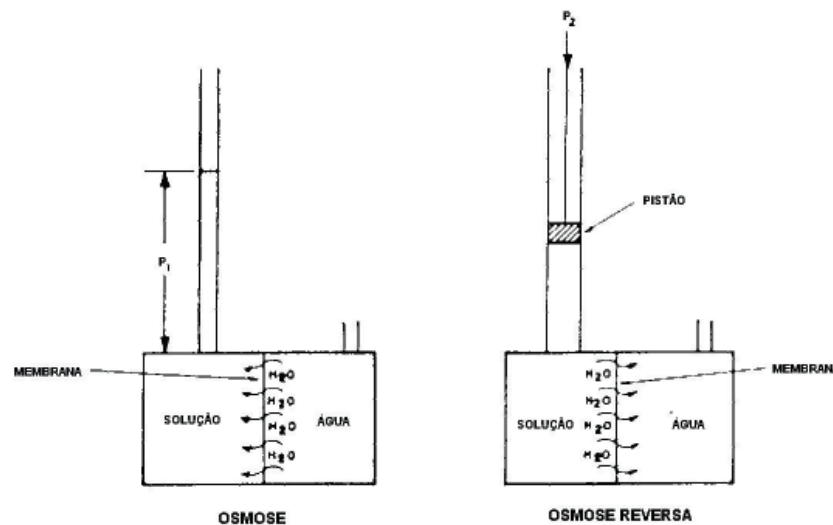 P₁
MEMBRANA
SOLUÇÃO
H₂O
H₂O
H₂O
H₂O
ÁGUA
OSMOSE
P₂
PISTÃO
SOLUÇÃO
H₂O
H₂O
H₂O
H₂O
MEMBRAN
ÁGUA
OSMOSE REVERSA